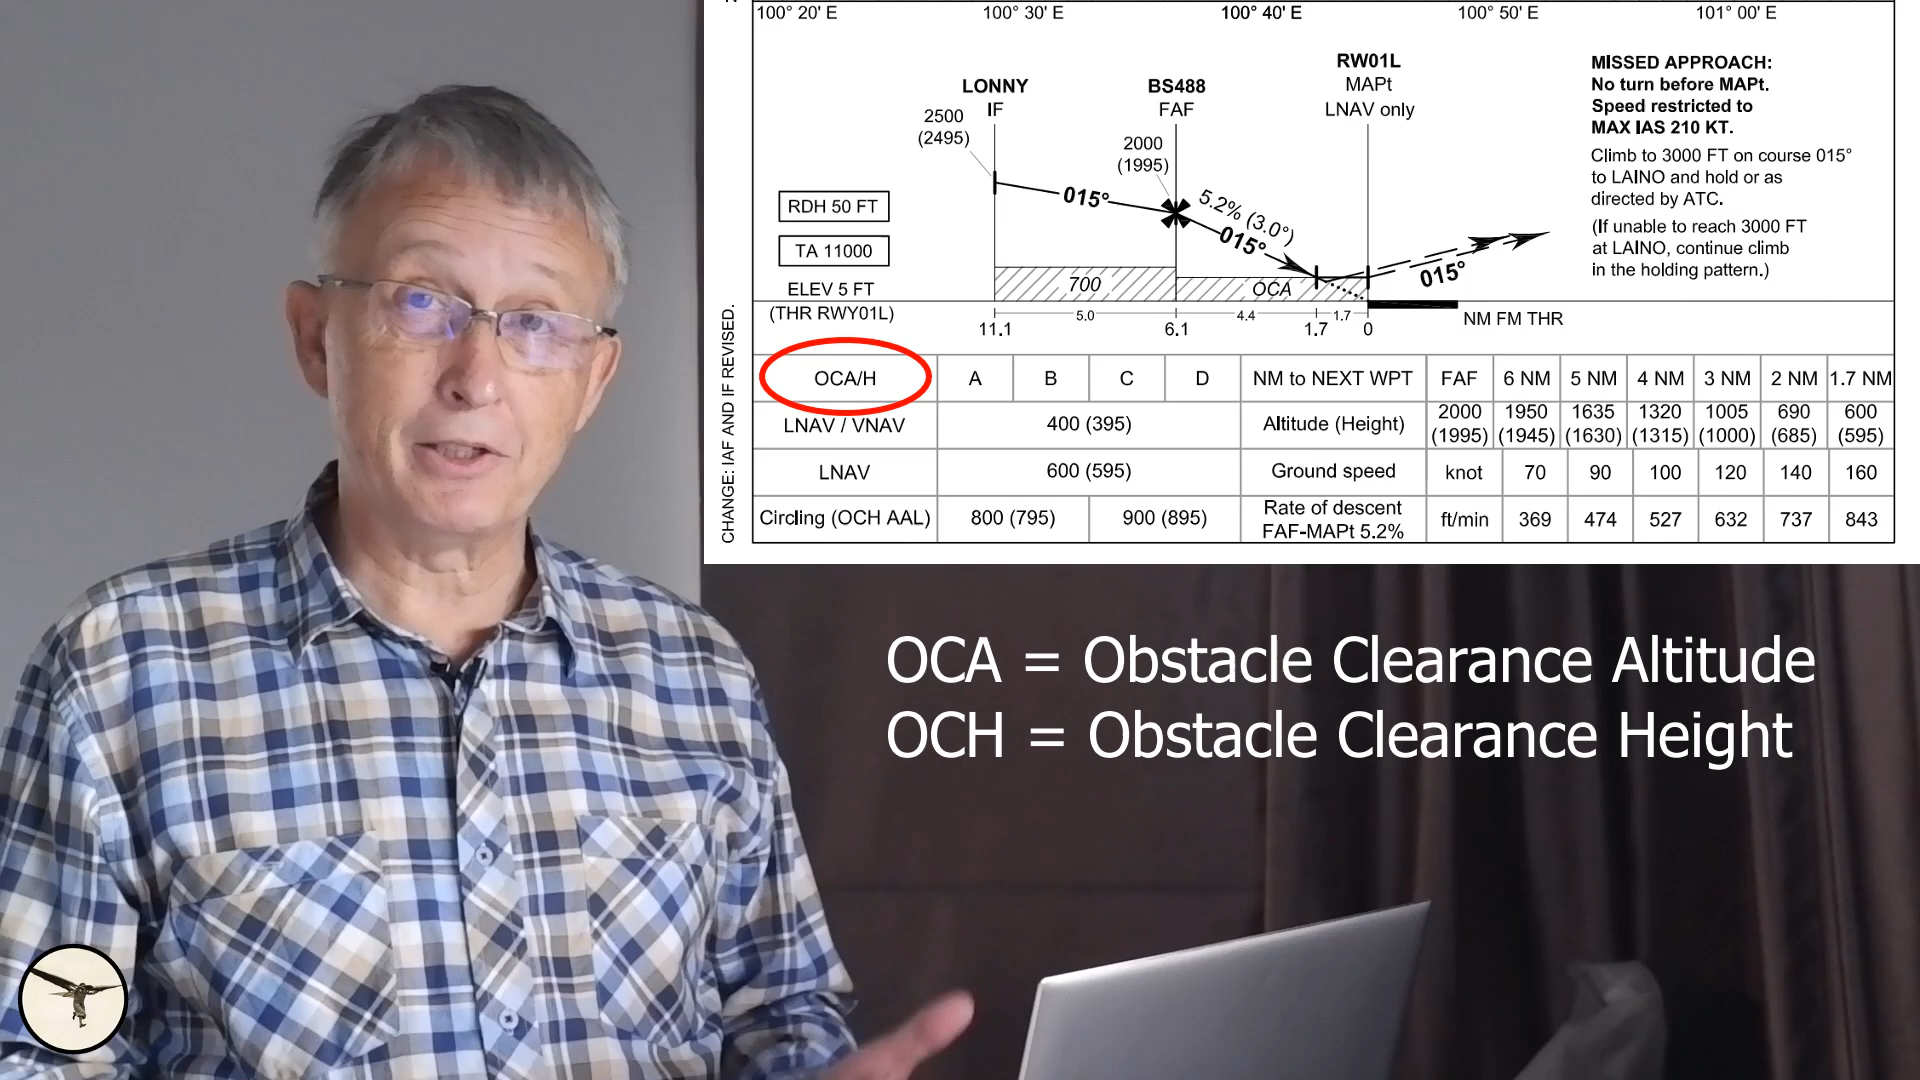 100° 20' E 100° 30' E 100° 40' E 100° 50' E 101° 00' E
LONNY
IF
2500
(2495)
BS488
FAF
2000
(1995)
RW01L
MAPt
LNAV only
MISSED APPROACH:
No turn before MAPt.
Speed restricted to
MAX IAS 210 KT.
Climb to 3000 FT on course 015°
to LAINO and hold or as
directed by ATC.
(If unable to reach 3000 FT
at LAINO, continue climb
in the holding pattern.)
RDH 50 FT
TA 11000
ELEV 5 FT
(THR RWY01L)
015°
5.2% (3.0°)
015°
015°
700
OCA
5.0 4.4 1.7
11.1 6.1 1.7 0
NM FM THR
CHANGE: IAF AND IF REVISED.
OCA/H A B C D NM to NEXT WPT FAF 6 NM 5 NM 4 NM 3 NM 2 NM 1.7 NM
LNAV / VNAV 400 (395) Altitude (Height) 2000 1950 1635 1320 1005 690 600
(1995) (1945) (1630) (1315) (1000) (685) (595)
LNAV 600 (595) Ground speed knot 70 90 100 120 140 160
Circling (OCH AAL) 800 (795) 900 (895) Rate of descent ft/min 369 474 527 632 737 843
FAF-MAPt 5.2%
OCA = Obstacle Clearance Altitude
OCH = Obstacle Clearance Height